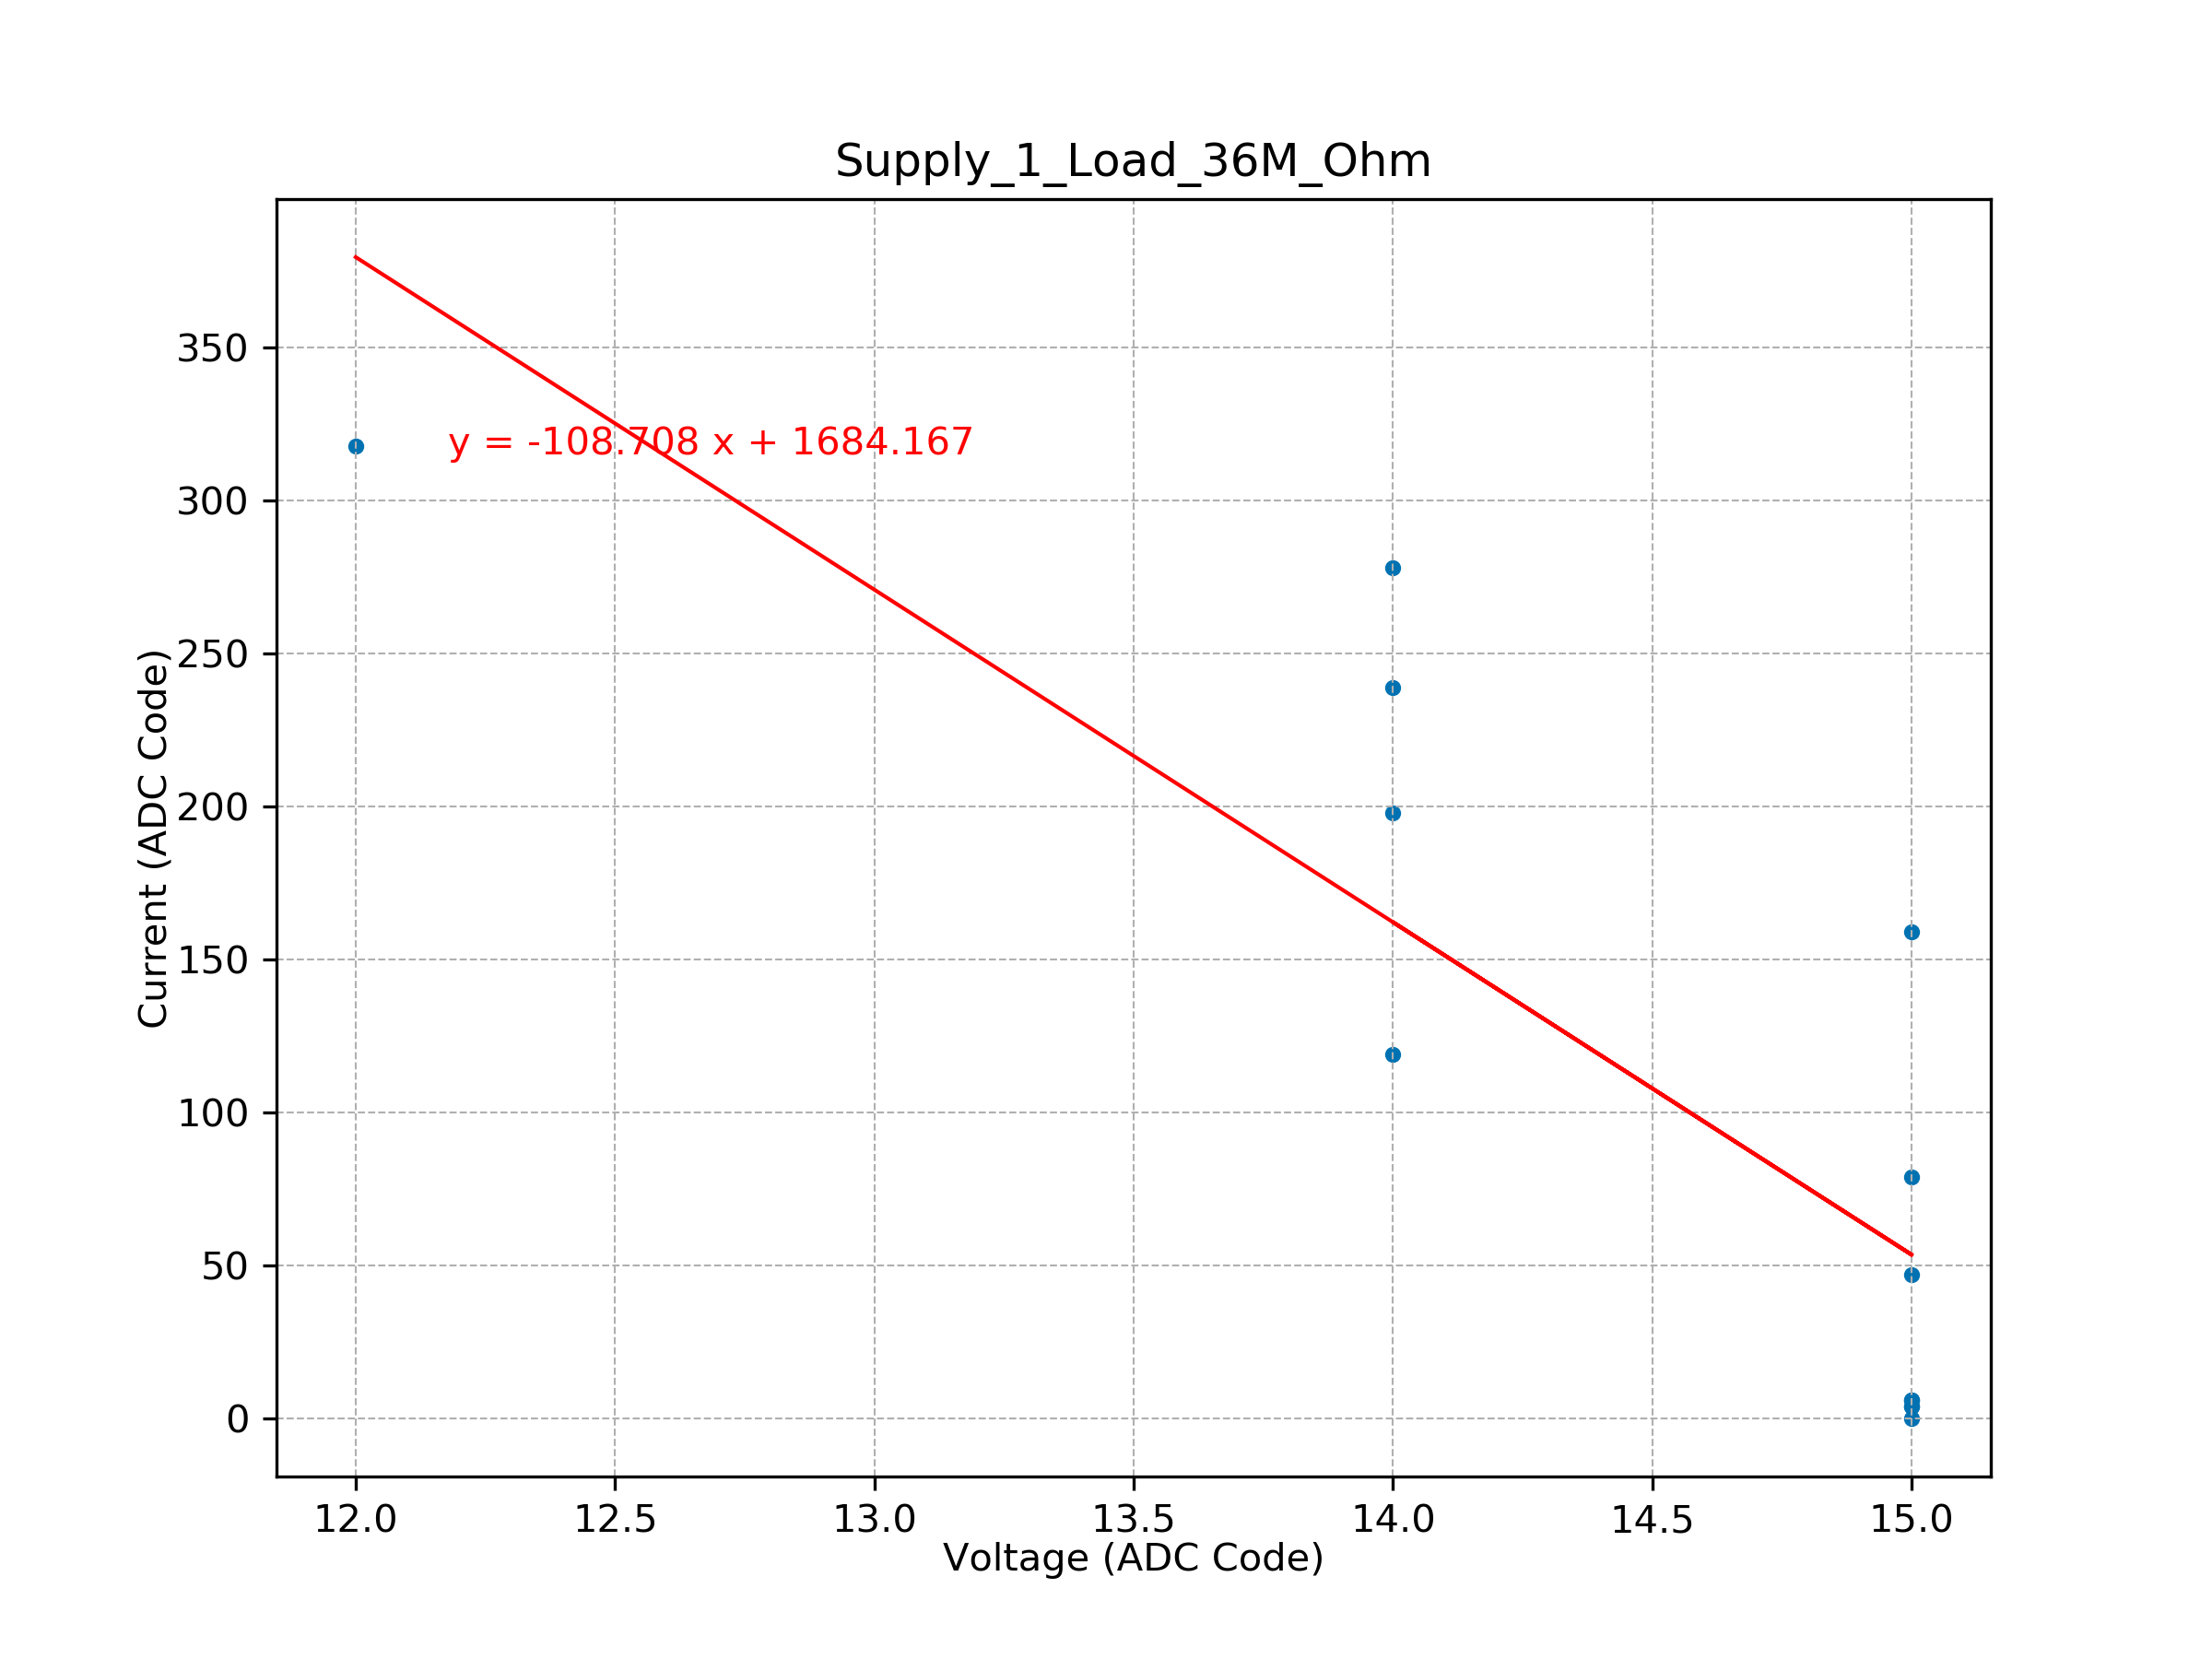 Supply_1_Load_36M_Ohm
350
300
250
200
150
100
50
0
Current (ADC Code)
y = -108.708 x + 1684.167
12.0 12.5 13.0 13.5 14.0 14.5 15.0
Voltage (ADC Code)